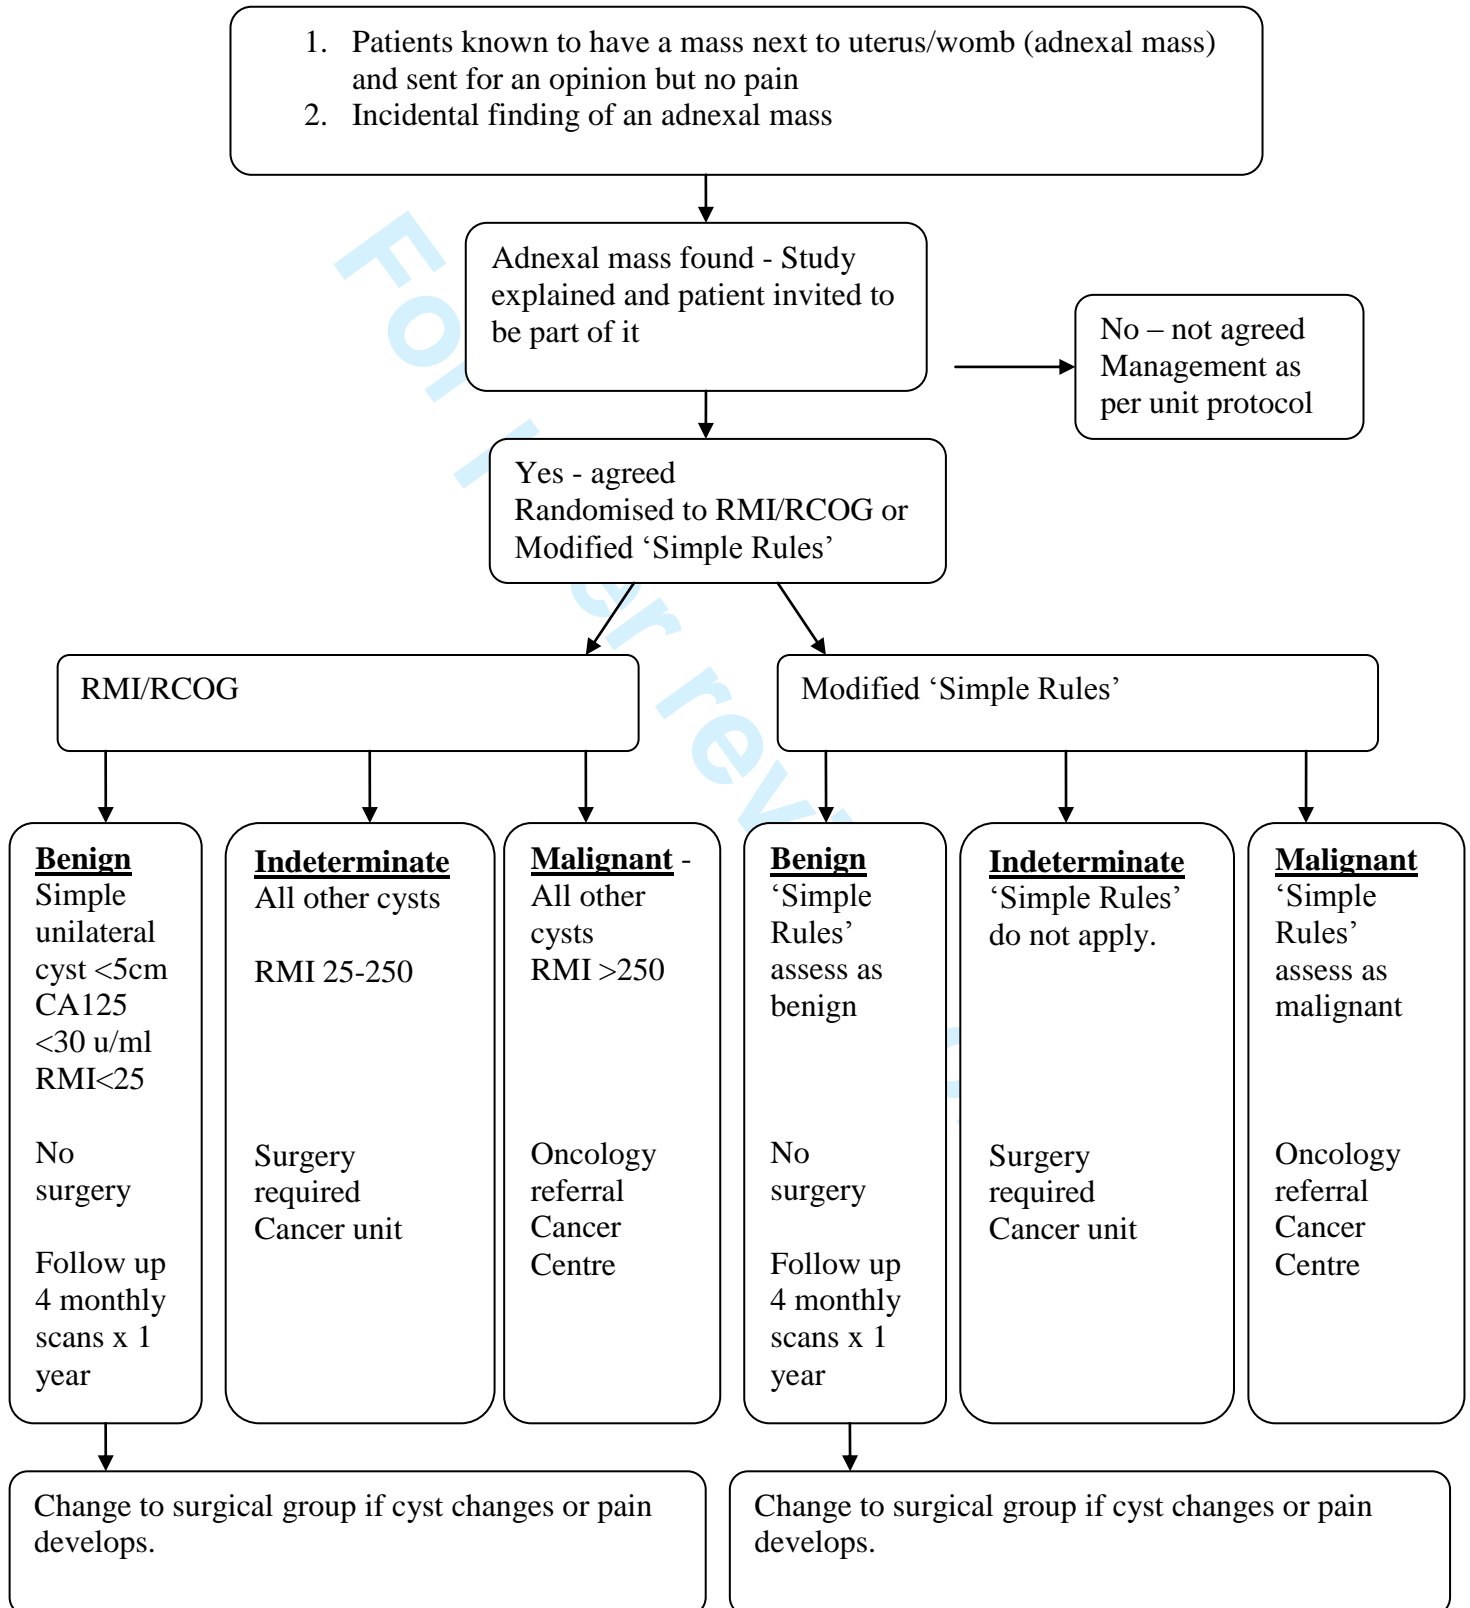 1. Patients known to have a mass next to uterus/womb (adnexal mass)
and sent for an opinion but no pain
2. Incidental finding of an adnexal mass
Adnexal mass found - Study
explained and patient invited to
be part of it
No – not agreed
Management as
per unit protocol
Yes - agreed
Randomised to RMI/RCOG or
Modified ‘Simple Rules’
RMI/RCOG
Modified ‘Simple Rules’
Benign
Simple
unilateral
cyst <5cm
CA125
<30 u/ml
RMI<25
No
surgery
Follow up
4 monthly
scans x 1
year
Indeterminate
All other cysts
RMI 25-250
Surgery
required
Cancer unit
Malignant -
All other
cysts
RMI >250
Oncology
referral
Cancer
Centre
Benign
‘Simple
Rules’
assess as
benign
No
surgery
Follow up
4 monthly
scans x 1
year
Indeterminate
‘Simple Rules’
do not apply.
Surgery
required
Cancer unit
Malignant
‘Simple
Rules’
assess as
malignant
Oncology
referral
Cancer
Centre
Change to surgical group if cyst changes or pain
develops.
Change to surgical group if cyst changes or pain
develops.